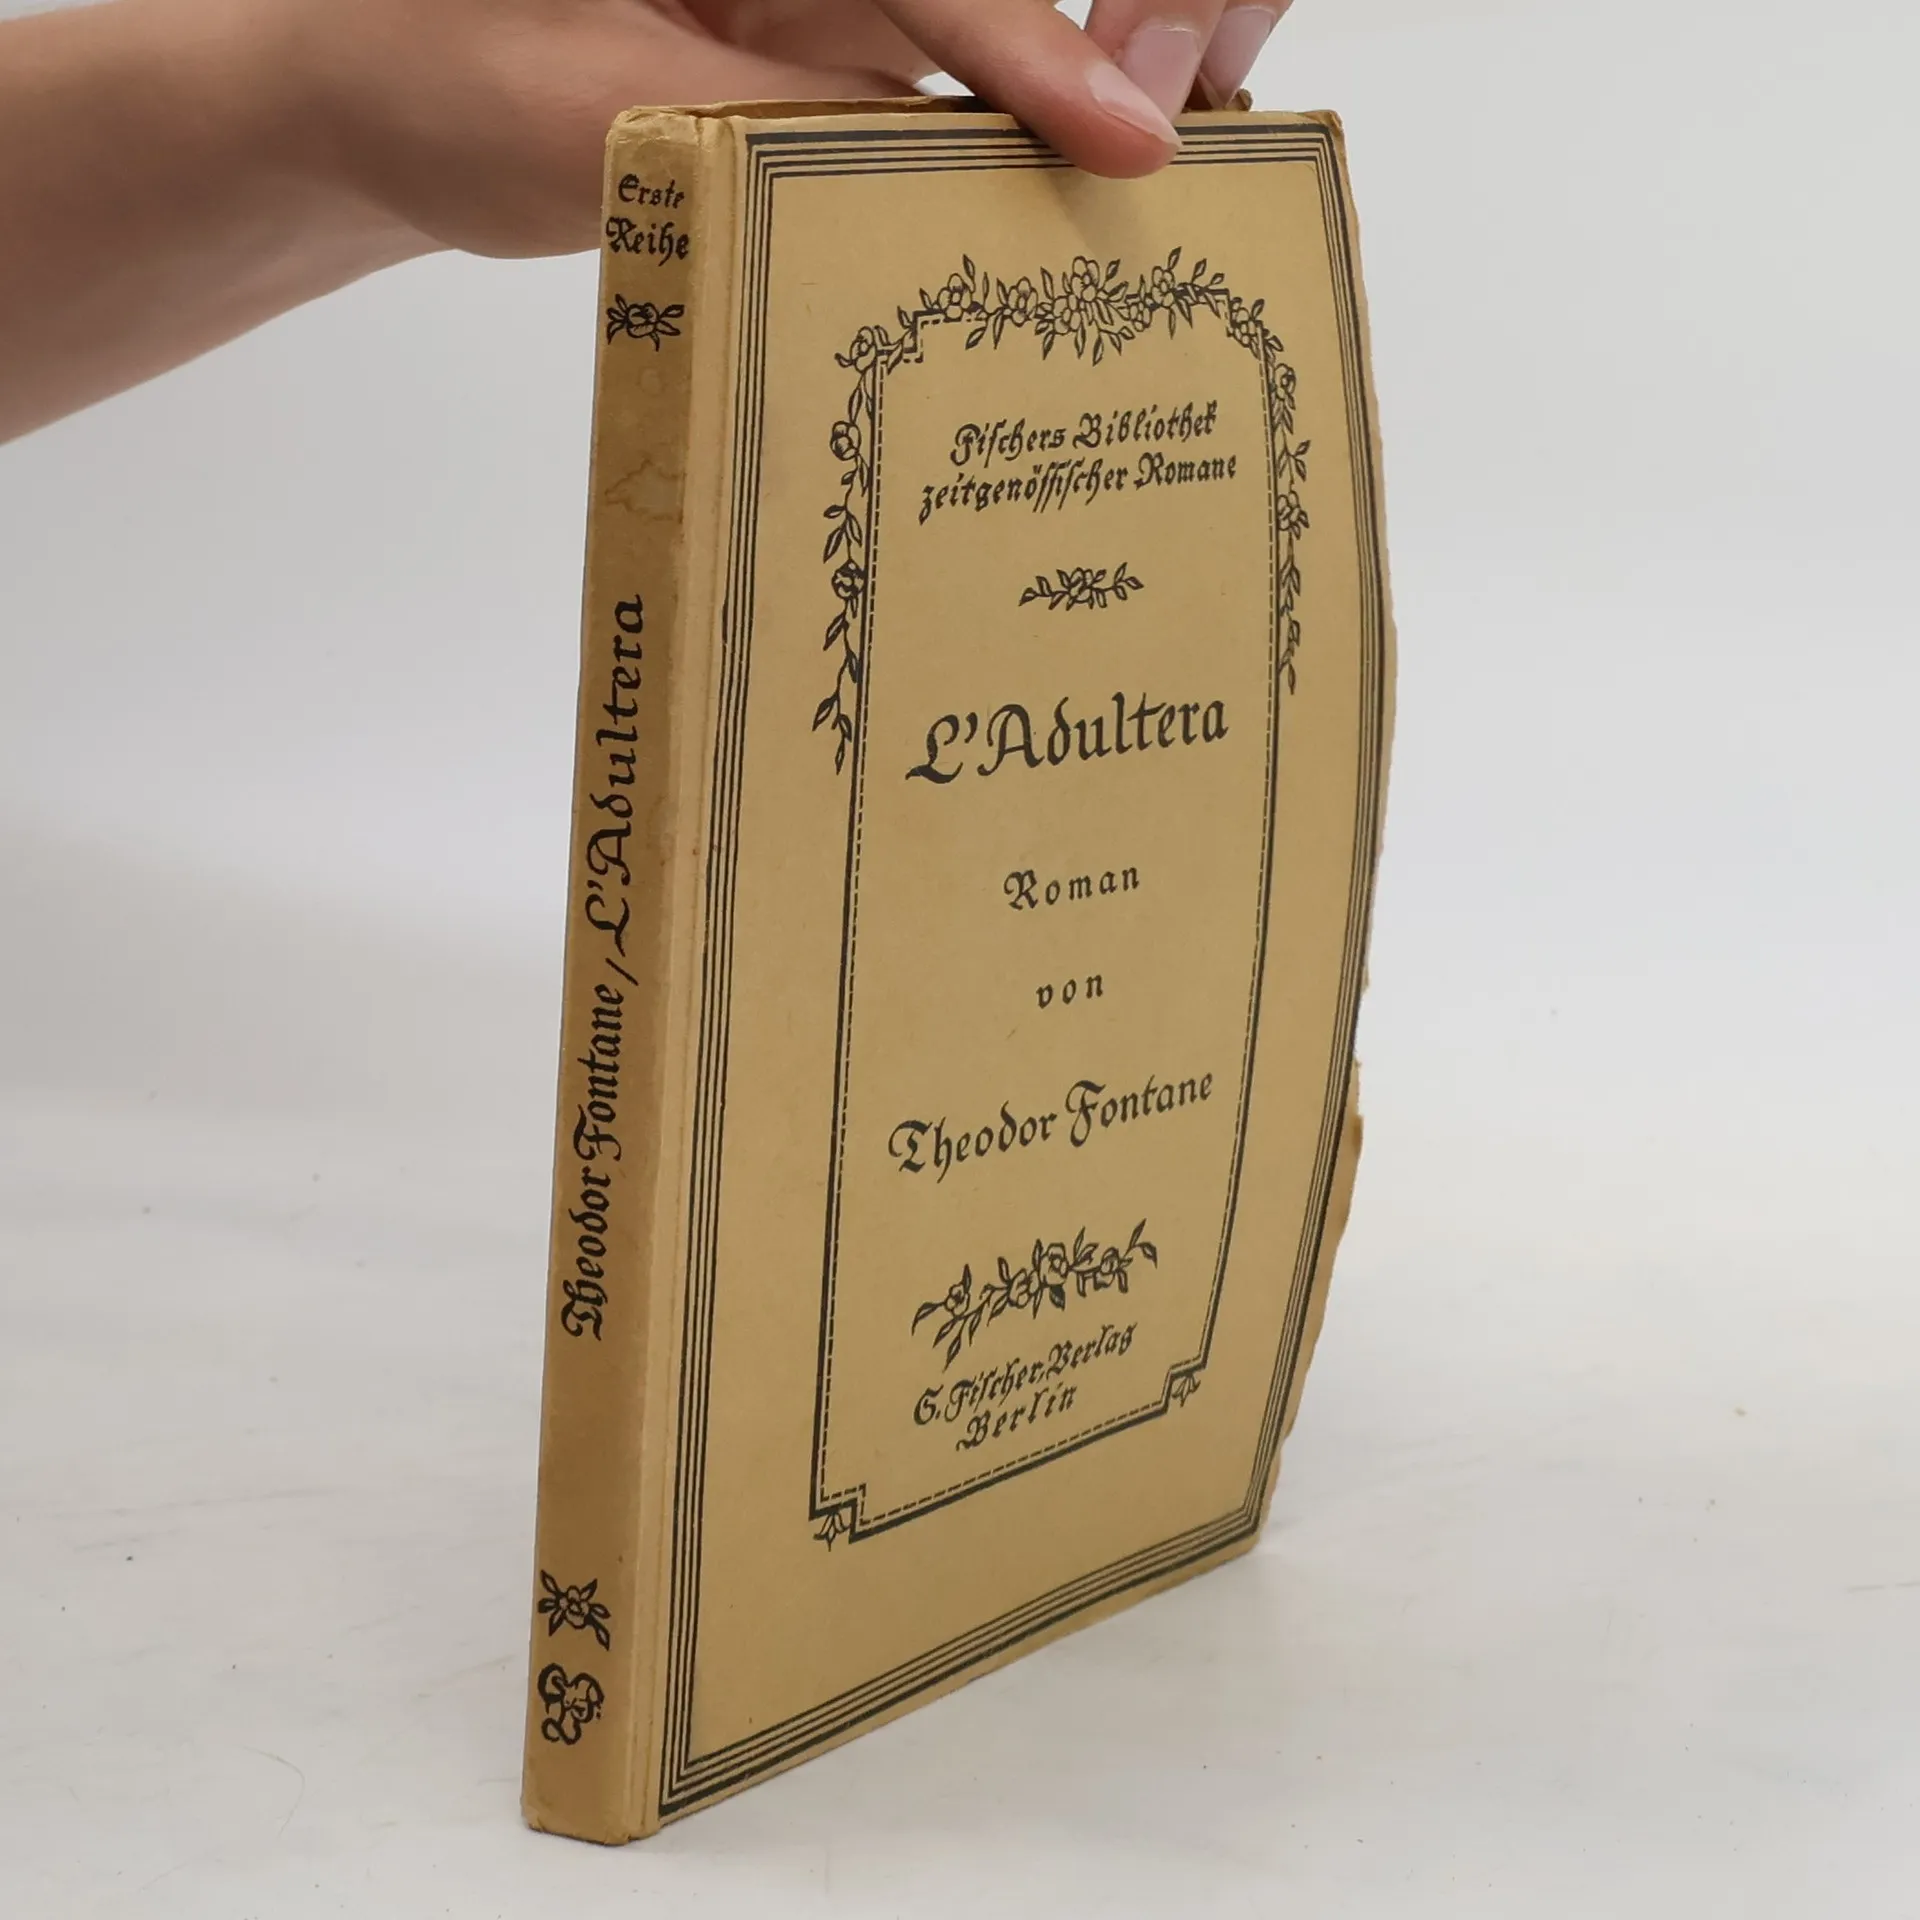 Erste
Reihe
Theodor Fontane / L'Adultera
Fischers Bibliothek
zeitgenössischer Romane
L'Adultera
Roman
von
Theodor Fontane
S. Fischer, Verlag
Berlin